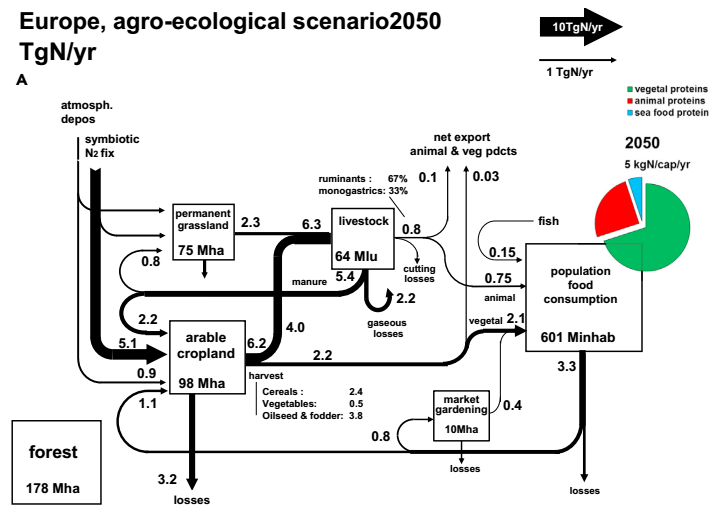 Europe, agro-ecological scenario2050
TgN/yr
10TgN/yr
1 TgN/yr
A
vegetal proteins
animal proteins
sea food protein
2050
5 kgN/cap/yr
atmosph.
depos
symbiotic
N2 fix
net export
animal & veg pdcts
ruminants : 67%
monogastrics: 33%
0.1
0.03
permanent
grassland
75 Mha
2.3
6.3
livestock
64 Mlu
0.8
fish
0.15
0.8
manure
5.4
cutting
losses
0.75
animal
population
food
consumption
601 Minhab
2.2
gaseous
losses
2.2
4.0
vegetal
2.1
5.1
arable
cropland
98 Mha
6.2
2.2
harvest
0.9
1.1
Cereals : 2.4
Vegetables: 0.5
Oilseed & fodder: 3.8
market
gardening
10Mha
0.4
3.3
0.8
forest
178 Mha
3.2
losses
losses
losses